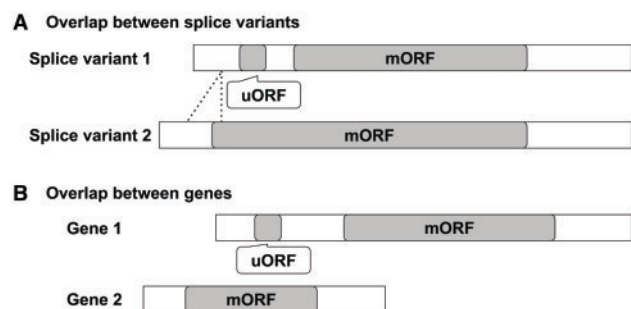 A Overlap between splice variants
Splice variant 1
mORF
uORF
Splice variant 2
mORF
B Overlap between genes
Gene 1
mORF
uORF
Gene 2
mORF